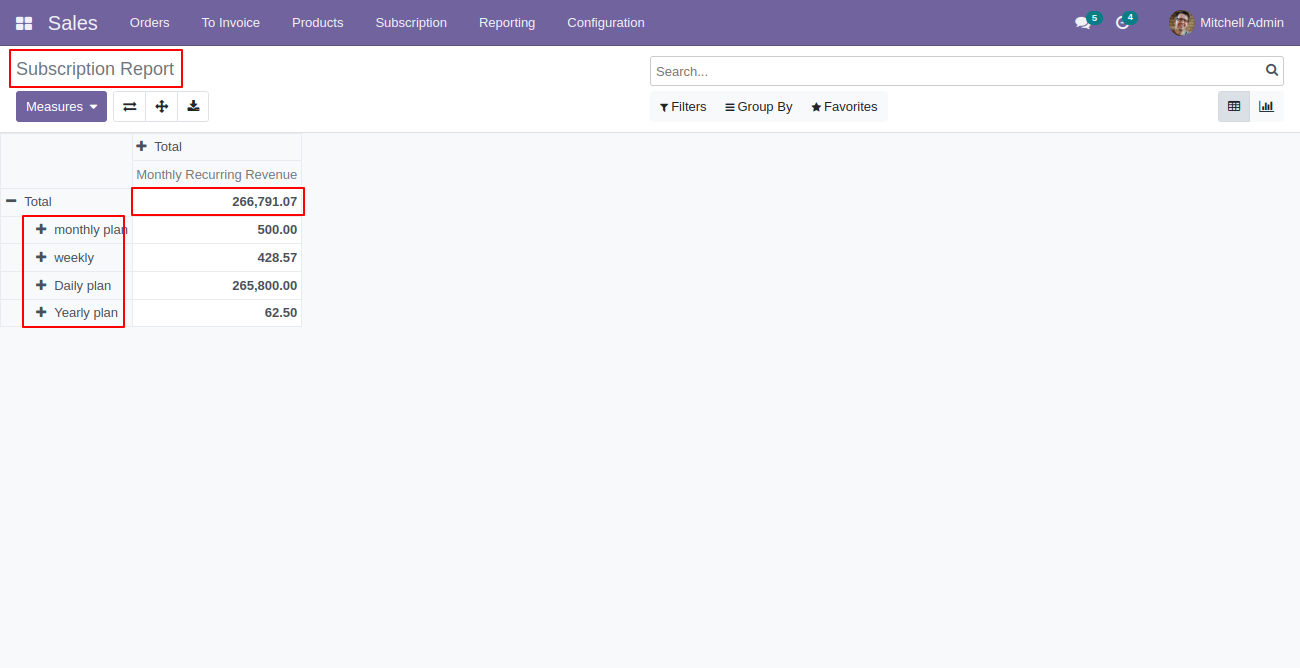 Sales Orders To Invoice Products Subscription Reporting Configuration 5 4 Mitchell Admin
Subscription Report
Search...
Measures
Filters Group By Favorites
Total
Monthly Recurring Revenue
Total 266,791.07
monthly plan 500.00
weekly 428.57
Daily plan 265,800.00
Yearly plan 62.50